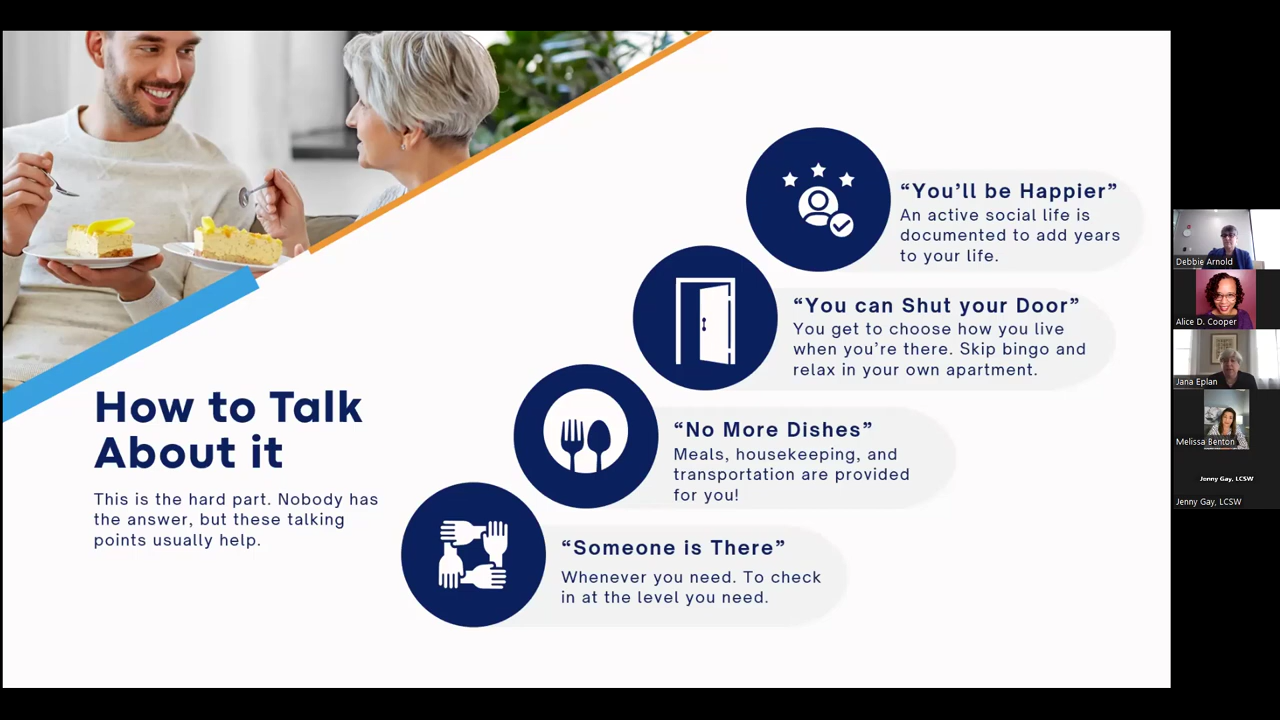 How to Talk
About it
This is the hard part. Nobody has
the answer, but these talking
points usually help.
“You’ll be Happier”
An active social life is
documented to add years
to your life.
“You can Shut your Door”
You get to choose how you live
when you’re there. Skip bingo and
relax in your own apartment.
“No More Dishes”
Meals, housekeeping, and
transportation are provided
for you!
“Someone is There”
Whenever you need. To check
in at the level you need.
Debbie Arnold
Alice D. Cooper
Jana Eplan
Melissa Benton
Jenny Gay, LCSW
Jenny Gay, LCSW